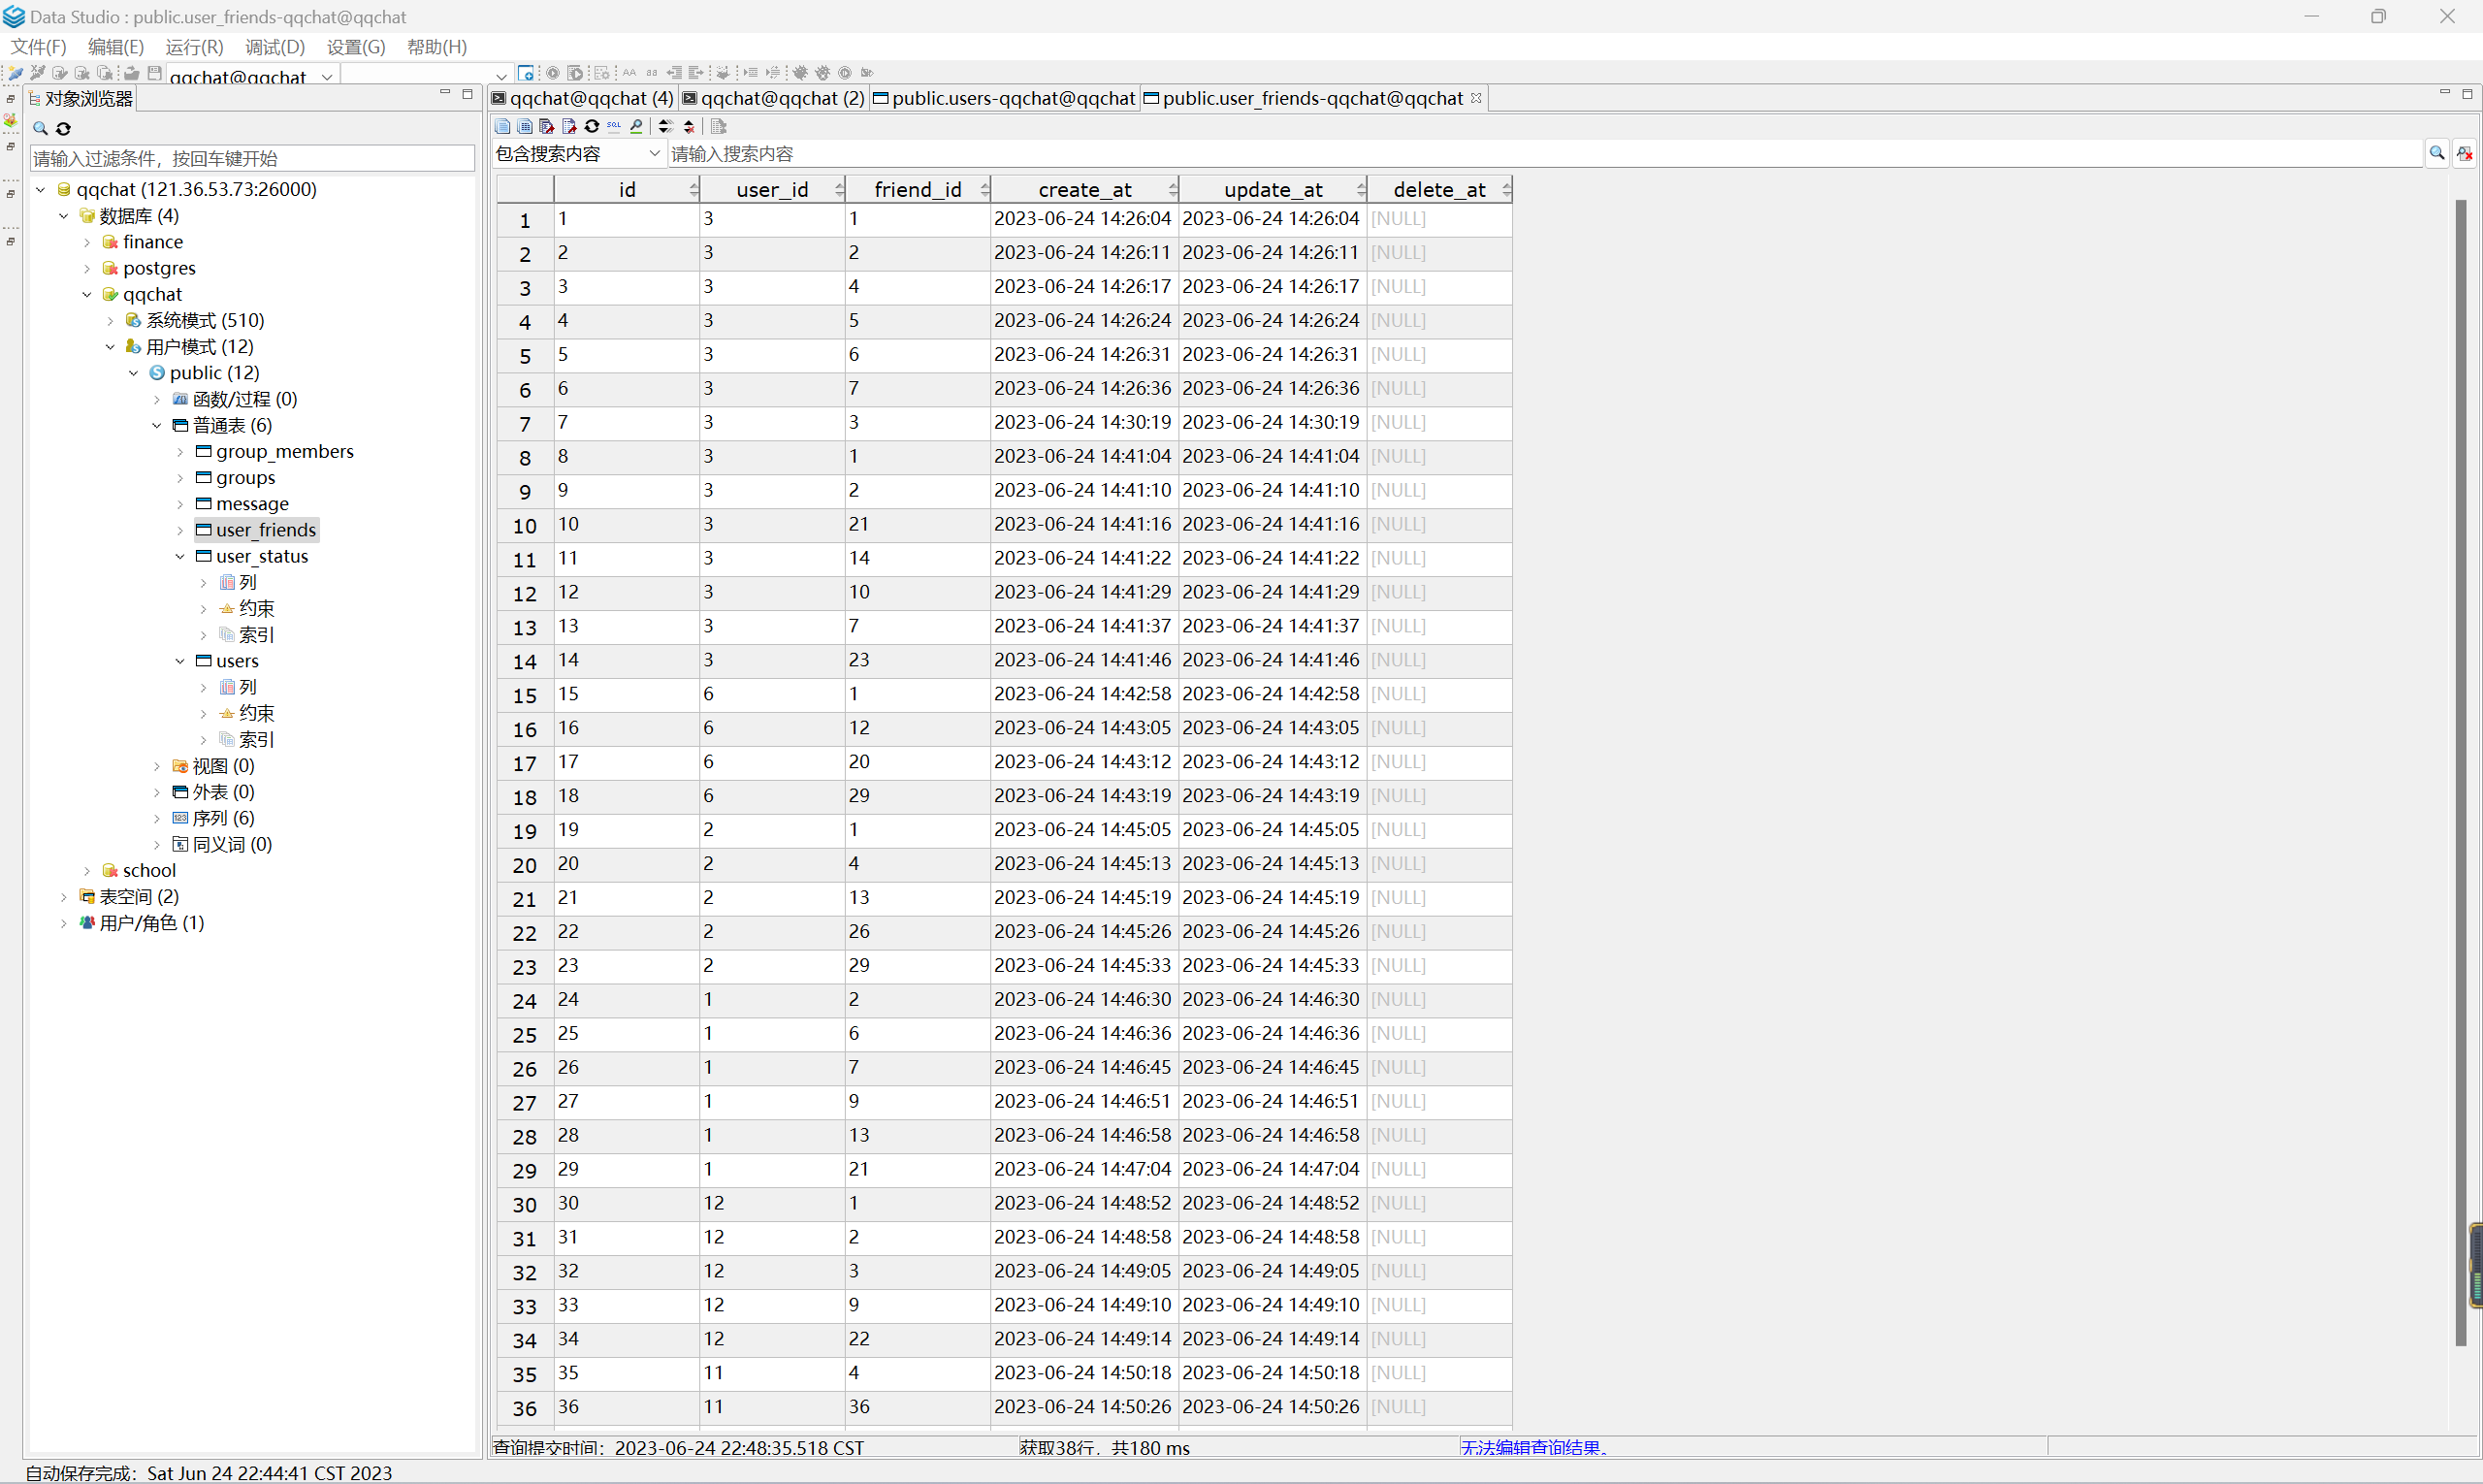 Data Studio : public.user_friends-qqchat@qqchat
文件(F) 编辑(E) 运行(R) 调试(D) 设置(G) 帮助(H)
qqchat@qqchat
对象浏览器
请输入过滤条件，按回车键开始
qqchat (121.36.53.73:26000)
数据库 (4)
finance
postgres
qqchat
系统模式 (510)
用户模式 (12)
public (12)
函数/过程 (0)
普通表 (6)
group_members
groups
message
user_friends
user_status
列
约束
索引
users
列
约束
索引
视图 (0)
外表 (0)
序列 (6)
同义词 (0)
school
表空间 (2)
用户/角色 (1)
qqchat@qqchat (4) qqchat@qqchat (2) public.users-qqchat@qqchat public.user_friends-qqchat@qqchat
包含搜索内容 请输入搜索内容
id user_id friend_id create_at update_at delete_at
1 1 3 1 2023-06-24 14:26:04 2023-06-24 14:26:04 [NULL]
2 2 3 2 2023-06-24 14:26:11 2023-06-24 14:26:11 [NULL]
3 3 3 4 2023-06-24 14:26:17 2023-06-24 14:26:17 [NULL]
4 4 3 5 2023-06-24 14:26:24 2023-06-24 14:26:24 [NULL]
5 5 3 6 2023-06-24 14:26:31 2023-06-24 14:26:31 [NULL]
6 6 3 7 2023-06-24 14:26:36 2023-06-24 14:26:36 [NULL]
7 7 3 3 2023-06-24 14:30:19 2023-06-24 14:30:19 [NULL]
8 8 3 1 2023-06-24 14:41:04 2023-06-24 14:41:04 [NULL]
9 9 3 2 2023-06-24 14:41:10 2023-06-24 14:41:10 [NULL]
10 10 3 21 2023-06-24 14:41:16 2023-06-24 14:41:16 [NULL]
11 11 3 14 2023-06-24 14:41:22 2023-06-24 14:41:22 [NULL]
12 12 3 10 2023-06-24 14:41:29 2023-06-24 14:41:29 [NULL]
13 13 3 7 2023-06-24 14:41:37 2023-06-24 14:41:37 [NULL]
14 14 3 23 2023-06-24 14:41:46 2023-06-24 14:41:46 [NULL]
15 15 6 1 2023-06-24 14:42:58 2023-06-24 14:42:58 [NULL]
16 16 6 12 2023-06-24 14:43:05 2023-06-24 14:43:05 [NULL]
17 17 6 20 2023-06-24 14:43:12 2023-06-24 14:43:12 [NULL]
18 18 6 29 2023-06-24 14:43:19 2023-06-24 14:43:19 [NULL]
19 19 2 1 2023-06-24 14:45:05 2023-06-24 14:45:05 [NULL]
20 20 2 4 2023-06-24 14:45:13 2023-06-24 14:45:13 [NULL]
21 21 2 13 2023-06-24 14:45:19 2023-06-24 14:45:19 [NULL]
22 22 2 26 2023-06-24 14:45:26 2023-06-24 14:45:26 [NULL]
23 23 2 29 2023-06-24 14:45:33 2023-06-24 14:45:33 [NULL]
24 24 1 2 2023-06-24 14:46:30 2023-06-24 14:46:30 [NULL]
25 25 1 6 2023-06-24 14:46:36 2023-06-24 14:46:36 [NULL]
26 26 1 7 2023-06-24 14:46:45 2023-06-24 14:46:45 [NULL]
27 27 1 9 2023-06-24 14:46:51 2023-06-24 14:46:51 [NULL]
28 28 1 13 2023-06-24 14:46:58 2023-06-24 14:46:58 [NULL]
29 29 1 21 2023-06-24 14:47:04 2023-06-24 14:47:04 [NULL]
30 30 12 1 2023-06-24 14:48:52 2023-06-24 14:48:52 [NULL]
31 31 12 2 2023-06-24 14:48:58 2023-06-24 14:48:58 [NULL]
32 32 12 3 2023-06-24 14:49:05 2023-06-24 14:49:05 [NULL]
33 33 12 9 2023-06-24 14:49:10 2023-06-24 14:49:10 [NULL]
34 34 12 22 2023-06-24 14:49:14 2023-06-24 14:49:14 [NULL]
35 35 11 4 2023-06-24 14:50:18 2023-06-24 14:50:18 [NULL]
36 36 11 36 2023-06-24 14:50:26 2023-06-24 14:50:26 [NULL]
查询提交时间：2023-06-24 22:48:35.518 CST 获取38行，共180 ms 无法编辑查询结果。
自动保存完成：Sat Jun 24 22:44:41 CST 2023